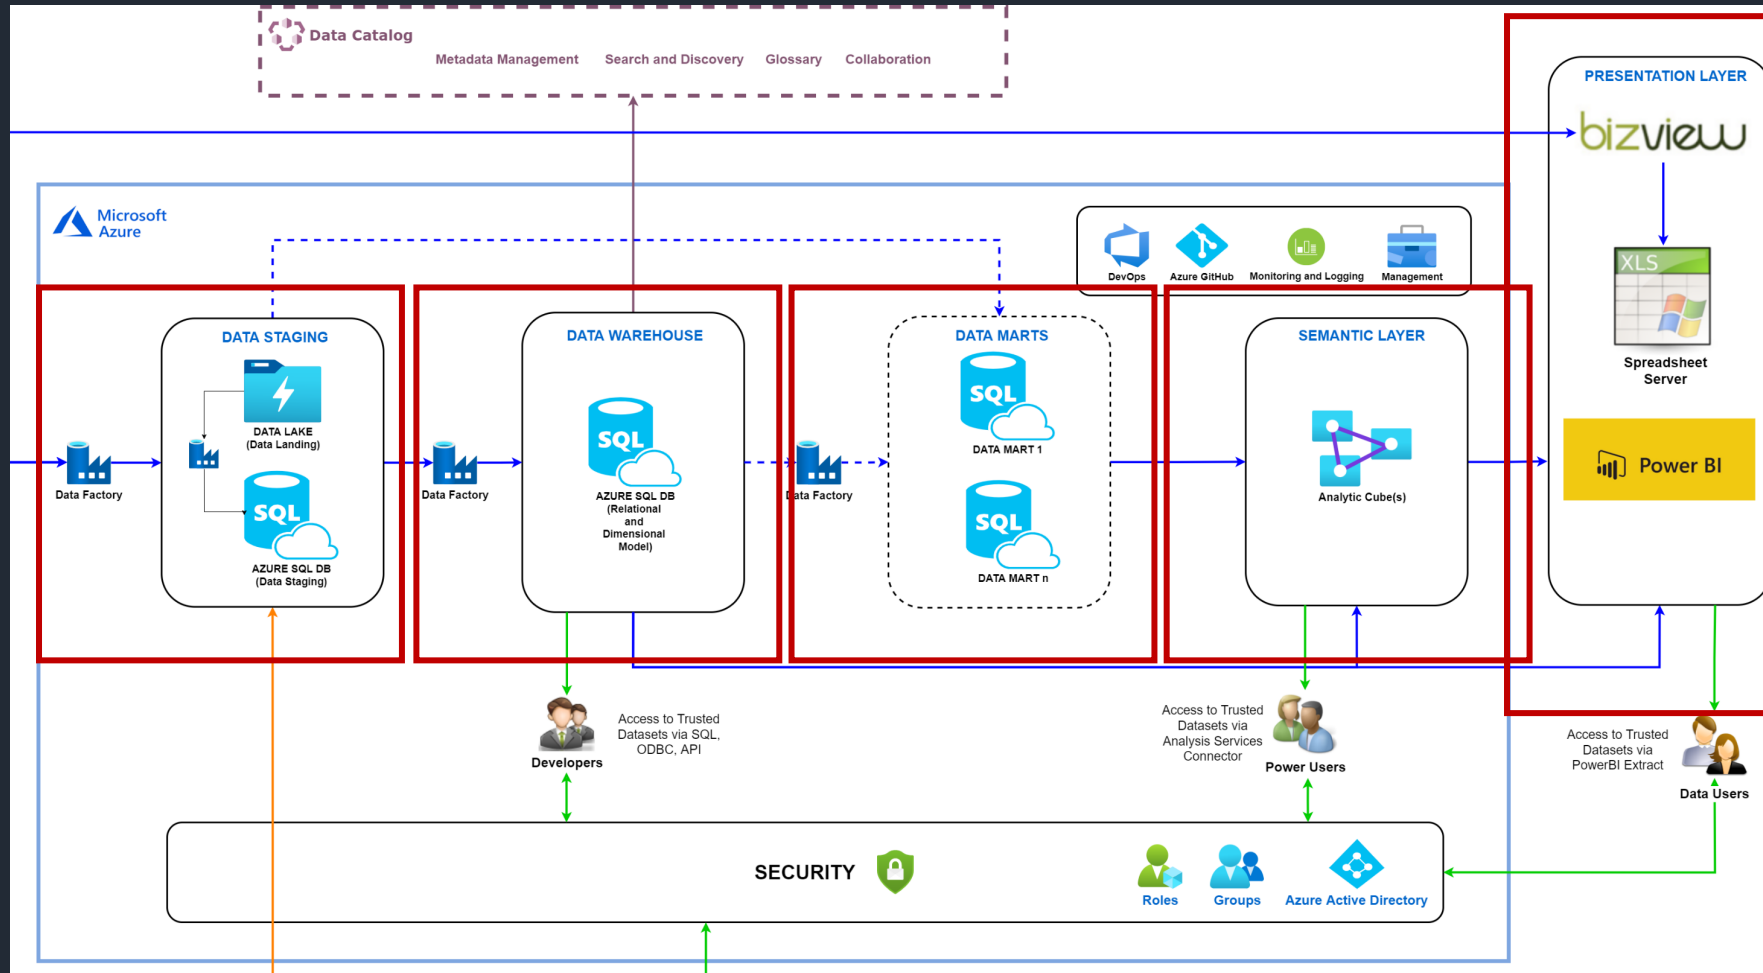 Data Catalog
Metadata Management
Search and Discovery
Glossary
Collaboration
PRESENTATION LAYER
bizview
XLS
Spreadsheet
Server
Power BI
Microsoft
Azure
DevOps
Azure GitHub
Monitoring and Logging
Management
Data Factory
DATA STAGING
DATA LAKE
(Data Landing)
SQL
AZURE SQL DB
(Data Staging)
Data Factory
DATA WAREHOUSE
SQL
AZURE SQL DB
(Relational
and
Dimensional
Model)
Data Factory
DATA MARTS
SQL
DATA MART 1
SQL
DATA MART n
SEMANTIC LAYER
Analytic Cube(s)
Developers
Access to Trusted
Datasets via SQL,
ODBC, API
Access to Trusted
Datasets via
Analysis Services
Connector
Power Users
Access to Trusted
Datasets via
PowerBI Extract
Data Users
SECURITY
Roles
Groups
Azure Active Directory